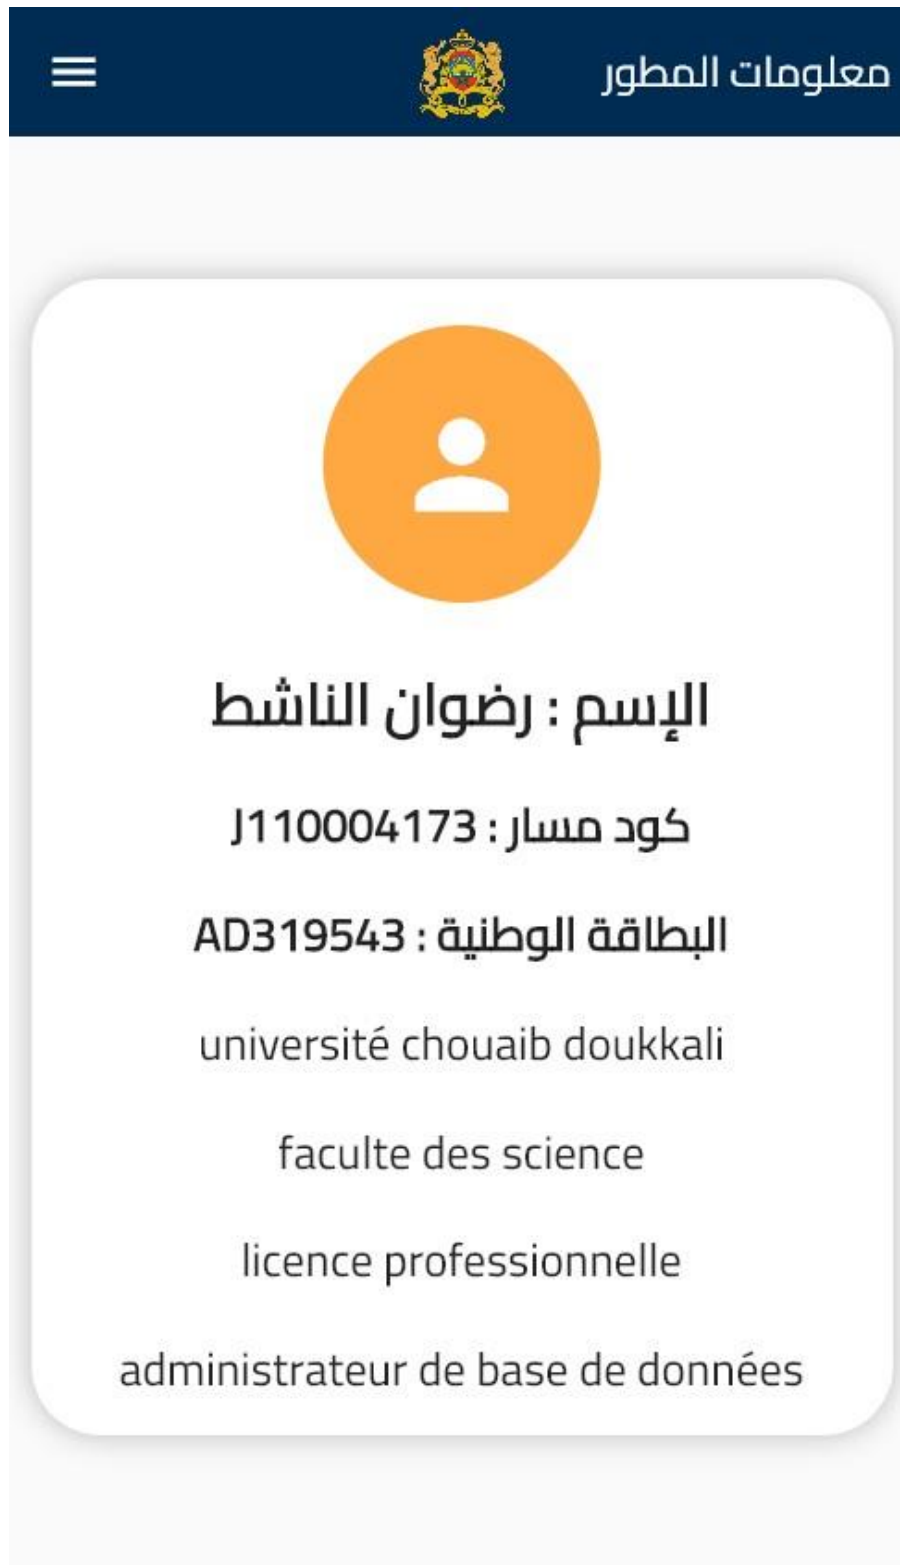 معلومات المطور
الإسم : رضوان الناشط
كود مسار : J110004173
البطاقة الوطنية : AD319543
université chouaib doukkali
faculte des science
licence professionnelle
administrateur de base de données